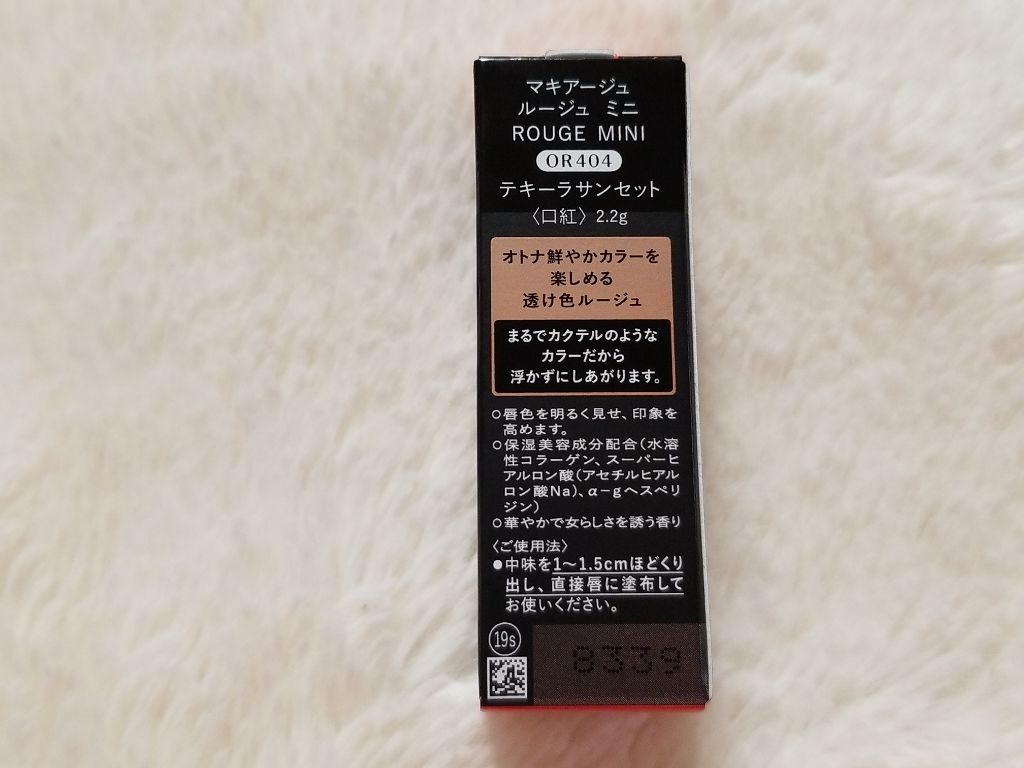 マキアージュ
ルージュ ミニ
ROUGE MINI
OR404
テキーラサンセット
〈口紅〉2.2g
オトナ鮮やかカラーを
楽しめる
透け色ルージュ
まるでカクテルのような
カラーだから
浮かずにしあがります。
○唇色を明るく見せ、印象を
高めます。
○保湿美容成分配合(水溶
性コラーゲン、スーパーヒ
アルロン酸(アセチルヒアル
ロン酸Na)、α-gヘスペリ
ジン)
○華やかで女らしさを誘う香り
〈ご使用法〉
●中味を1〜1.5cmほどくり
出し、直接唇に塗布して
お使いください。
19s
8339